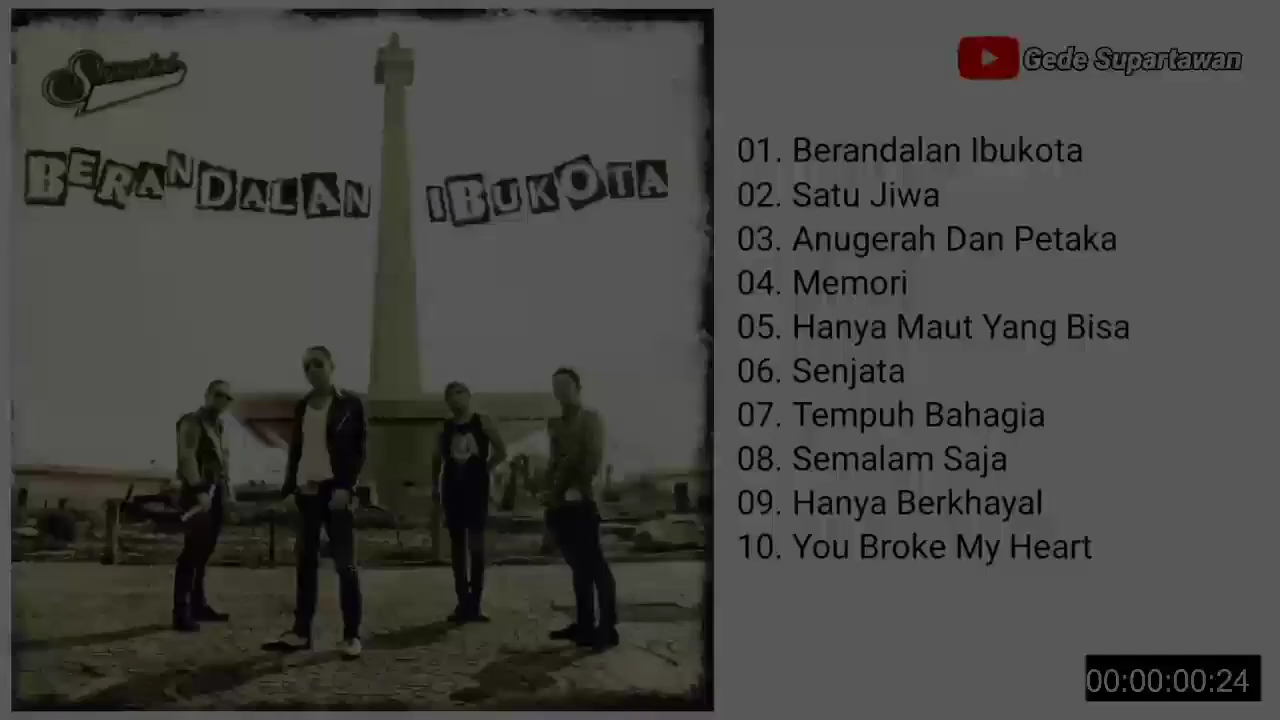 BERANDALAN IBUKOTA
Gede Supartawan
01. Berandalan Ibukota
02. Satu Jiwa
03. Anugerah Dan Petaka
04. Memori
05. Hanya Maut Yang Bisa
06. Senjata
07. Tempuh Bahagia
08. Semalam Saja
09. Hanya Berkhayal
10. You Broke My Heart
00:00:00:24